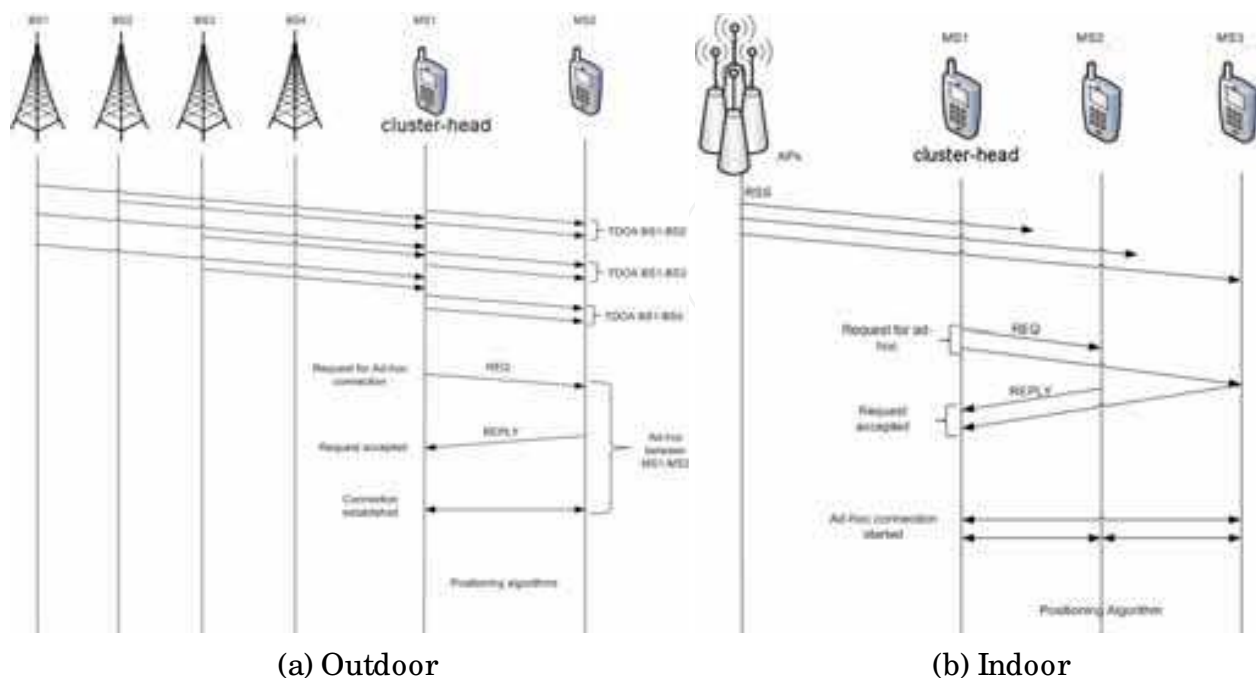 BS1 BS2 BS3 BS4 MS1 MS2
cluster-head
TDOA BS1-BS2
TDOA BS1-BS3
TDOA BS1-BS4
Request for Ad-hoc
connection
REQ
Request accepted
REPLY
Ad-hoc
between
MS1-MS2
Connection
established
Positioning algorithms
(a) Outdoor
MS1 MS2 MS3
APs
cluster-head
RSS
Request for ad-
hoc
REQ
REPLY
Request
accepted
Ad-hoc connection
started
Positioning Algorithm
(b) Indoor